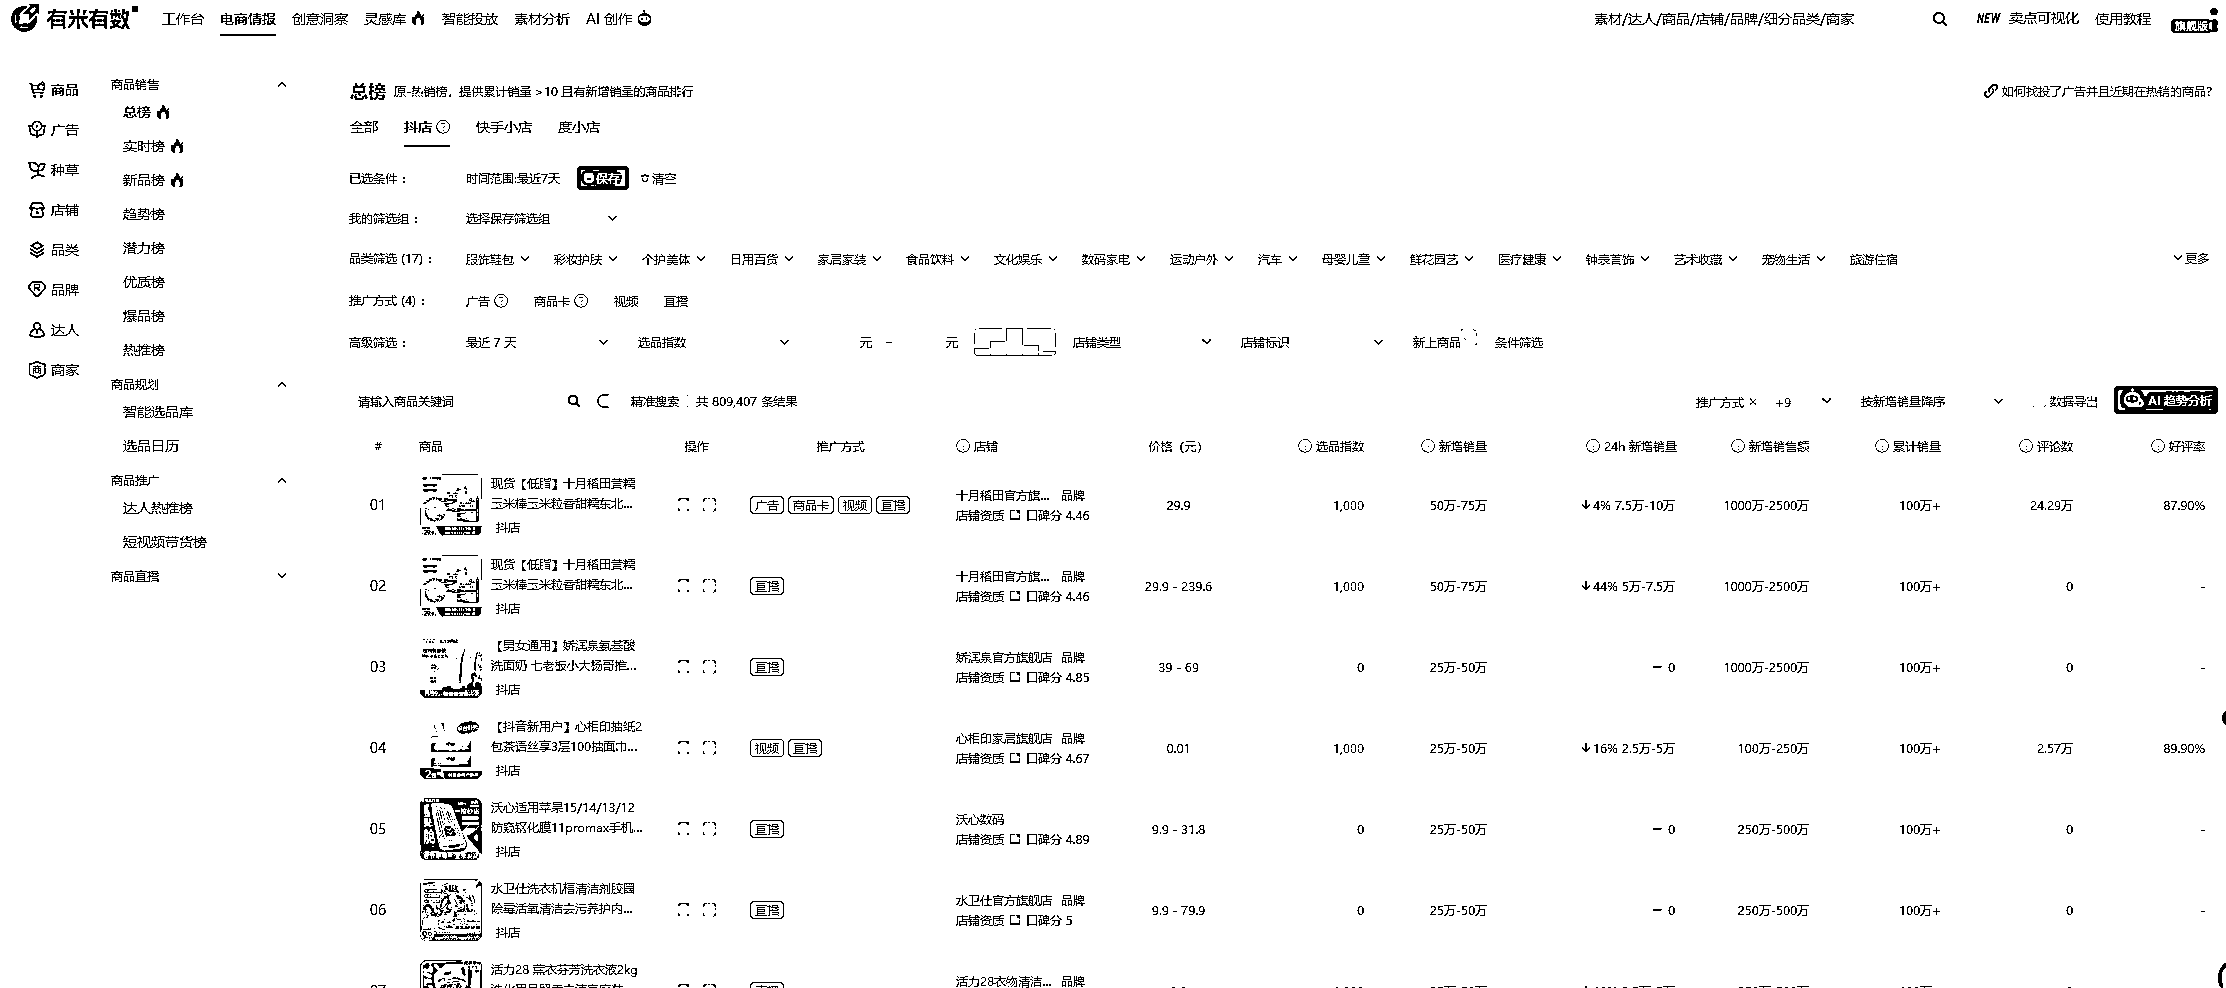 有米有数 工作台 电商情报 创意洞家 灵感库 智能投放 素材分析 AI 创作 素材/达人/商品/店铺/品牌/细分品类/商家 NEW 卖点可视化 使用教程 旗舰版
商品
广告
种草
店铺
品类
品牌
达人
商家
商品销售
总榜
实时榜
新品榜
趋势榜
潜力榜
优质榜
爆品榜
热推榜
商品规划
智能选品库
选品日历
商品推广
达人热推榜
短视频带货榜
商品直播
总榜 原-热销榜，提供累计销量 > 10 且有新增销量的商品排行 如何找投了广告并且近期在热销的商品?
全部 抖店 快手小店 度小店
已选条件： 时间范围:最近7天 保存 清空
我的筛选组： 选择保存筛选组
品类筛选 (17)： 服饰鞋包 彩妆护肤 个护美体 日用百货 家居家装 食品饮料 文化娱乐 数码家电 运动户外 汽车 母婴儿童 鲜花园艺 医疗健康 钟表首饰 艺术收藏 宠物生活 旅游住宿 更多
推广方式 (4)： 广告 商品卡 视频 直播
高级筛选： 最近 7 天 选品指数 元 - 元 店铺类型 店铺标识 新上商品 条件筛选
请输入商品关键词 精准搜索 共 809,407 条结果 推广方式 × +9 按新增销量降序 数据导出 AI 趋势分析
# 商品 操作 推广方式 店铺 价格（元） 选品指数 新增销量 24h 新增销量 新增销售额 累计销量 评论数 好评率
01 现货【低脂】十月稻田黄糯 玉米棒玉米粒香甜糯东北... 抖店 广告 商品卡 视频 直播 十月稻田官方旗... 品牌 店铺资质 口碑分 4.46 29.9 1,000 50万-75万 4% 7.5万-10万 1000万-2500万 100万+ 24.29万 87.90%
02 现货【低脂】十月稻田黄糯 玉米棒玉米粒香甜糯东北... 抖店 直播 十月稻田官方旗... 品牌 店铺资质 口碑分 4.46 29.9 - 239.6 1,000 50万-75万 44% 5万-7.5万 1000万-2500万 100万+ 0 -
03 【男女通用】娇润泉氨基酸 洗面奶 七老板小大杨哥推... 抖店 直播 娇润泉官方旗舰店 品牌 店铺资质 口碑分 4.85 39 - 69 0 25万-50万 0 1000万-2500万 100万+ 0 -
04 【抖音新用户】心相印抽纸2 包茶语丝享3层100抽面巾... 抖店 视频 直播 心相印家居旗舰店 品牌 店铺资质 口碑分 4.67 0.01 1,000 25万-50万 16% 2.5万-5万 100万-250万 100万+ 2.57万 89.90%
05 沃心适用苹果15/14/13/12 防窥钢化膜11promax手机... 抖店 直播 沃心数码 店铺资质 口碑分 4.89 9.9 - 31.8 0 25万-50万 0 250万-500万 100万+ 0 -
06 水卫仕洗衣机槽清洁剂胶囊 除霉活氧清洁去污养护内... 抖店 直播 水卫仕官方旗舰店 品牌 店铺资质 口碑分 5 9.9 - 79.9 0 25万-50万 0 250万-500万 100万+ 0 -
活力28 薰衣芬芳洗衣液2kg 活力28衣物清洁... 品牌